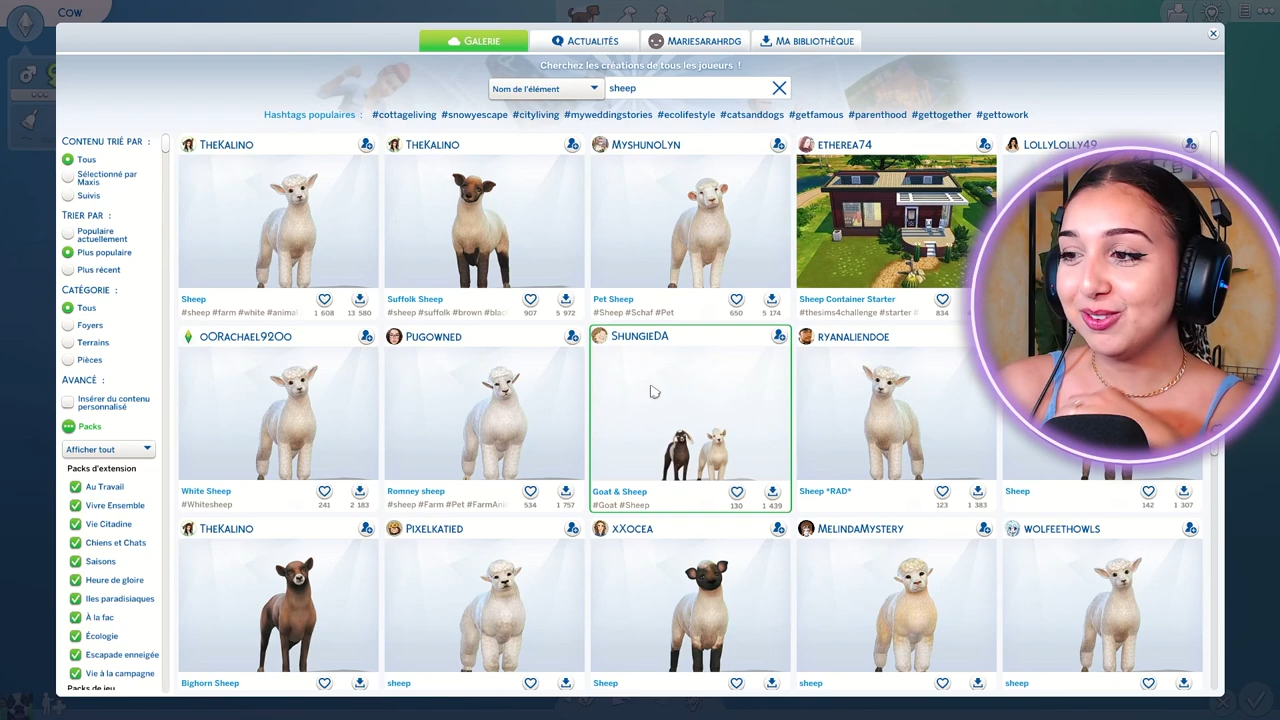 Cow
GALERIE
ACTUALITÉS
MARIESARAHRDG
MA BIBLIOTHÈQUE
Cherchez les créations de tous les joueurs !
Nom de l'élément
sheep
Hashtags populaires : #cottageliving #snowyescape #cityliving #myweddingstories #ecolifestyle #catsanddogs #getfamous #parenthood #gettogether #gettowork
CONTENU TRIÉ PAR :
Tous
Sélectionné par
Maxis
Suivis
TRIER PAR :
Populaire
actuellement
Plus populaire
Plus récent
CATÉGORIE :
Tous
Foyers
Terrains
Pièces
AVANCÉ :
Insérer du contenu
personnalisé
Packs
Afficher tout
Packs d'extension
Au Travail
Vivre Ensemble
Vie Citadine
Chiens et Chats
Saisons
Heure de gloire
Iles paradisiaques
À la fac
Écologie
Escapade enneigée
Vie à la campagne
Packs de jeu
THEKALINO
Sheep
#sheep #farm #white #animal
1 608
13 580
THEKALINO
Suffolk Sheep
#sheep #suffolk #brown #blac
907
5 972
MYSHUNOLYN
Pet Sheep
#Sheep #Schaf #Pet
650
5 174
ETHEREA74
Sheep Container Starter
#thesims4challenge #starter #
834
LOLLYLOLLY49
OORACHAEL92OO
White Sheep
#Whitesheep
241
2 183
PUGOWNED
Romney sheep
#sheep #Farm #Pet #FarmAni
534
1 757
SHUNGIEDA
Goat & Sheep
#Goat #Sheep
130
1 439
RYANALIENDOE
Sheep *RAD*
123
1 383
Sheep
142
1 307
THEKALINO
Bighorn Sheep
PIXELKATIED
sheep
XXOCEA
Sheep
MELINDAMYSTERY
sheep
WOLFEETHOWLS
sheep